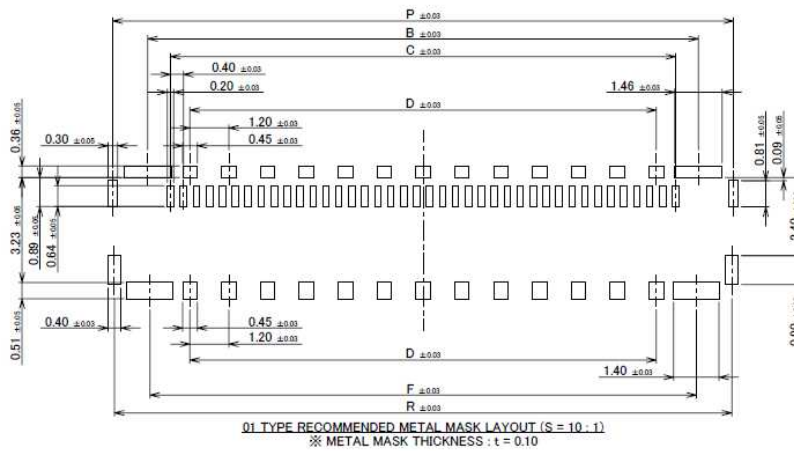 P ±0.03
B ±0.03
C ±0.03
0.40 ±0.03
0.20 ±0.03
1.46 ±0.03
D ±0.03
0.36 ±0.05
0.30 ±0.05
1.20 ±0.03
0.45 ±0.03
0.81 ±0.05
0.09 ±0.05
3.23 ±0.05
0.89 ±0.05
0.64 ±0.05
0.51 ±0.05
0.40 ±0.03
0.45 ±0.03
1.20 ±0.03
D ±0.03
1.40 ±0.03
F ±0.03
R ±0.03
01 TYPE RECOMMENDED METAL MASK LAYOUT (S = 10 : 1)
※ METAL MASK THICKNESS : t = 0.10